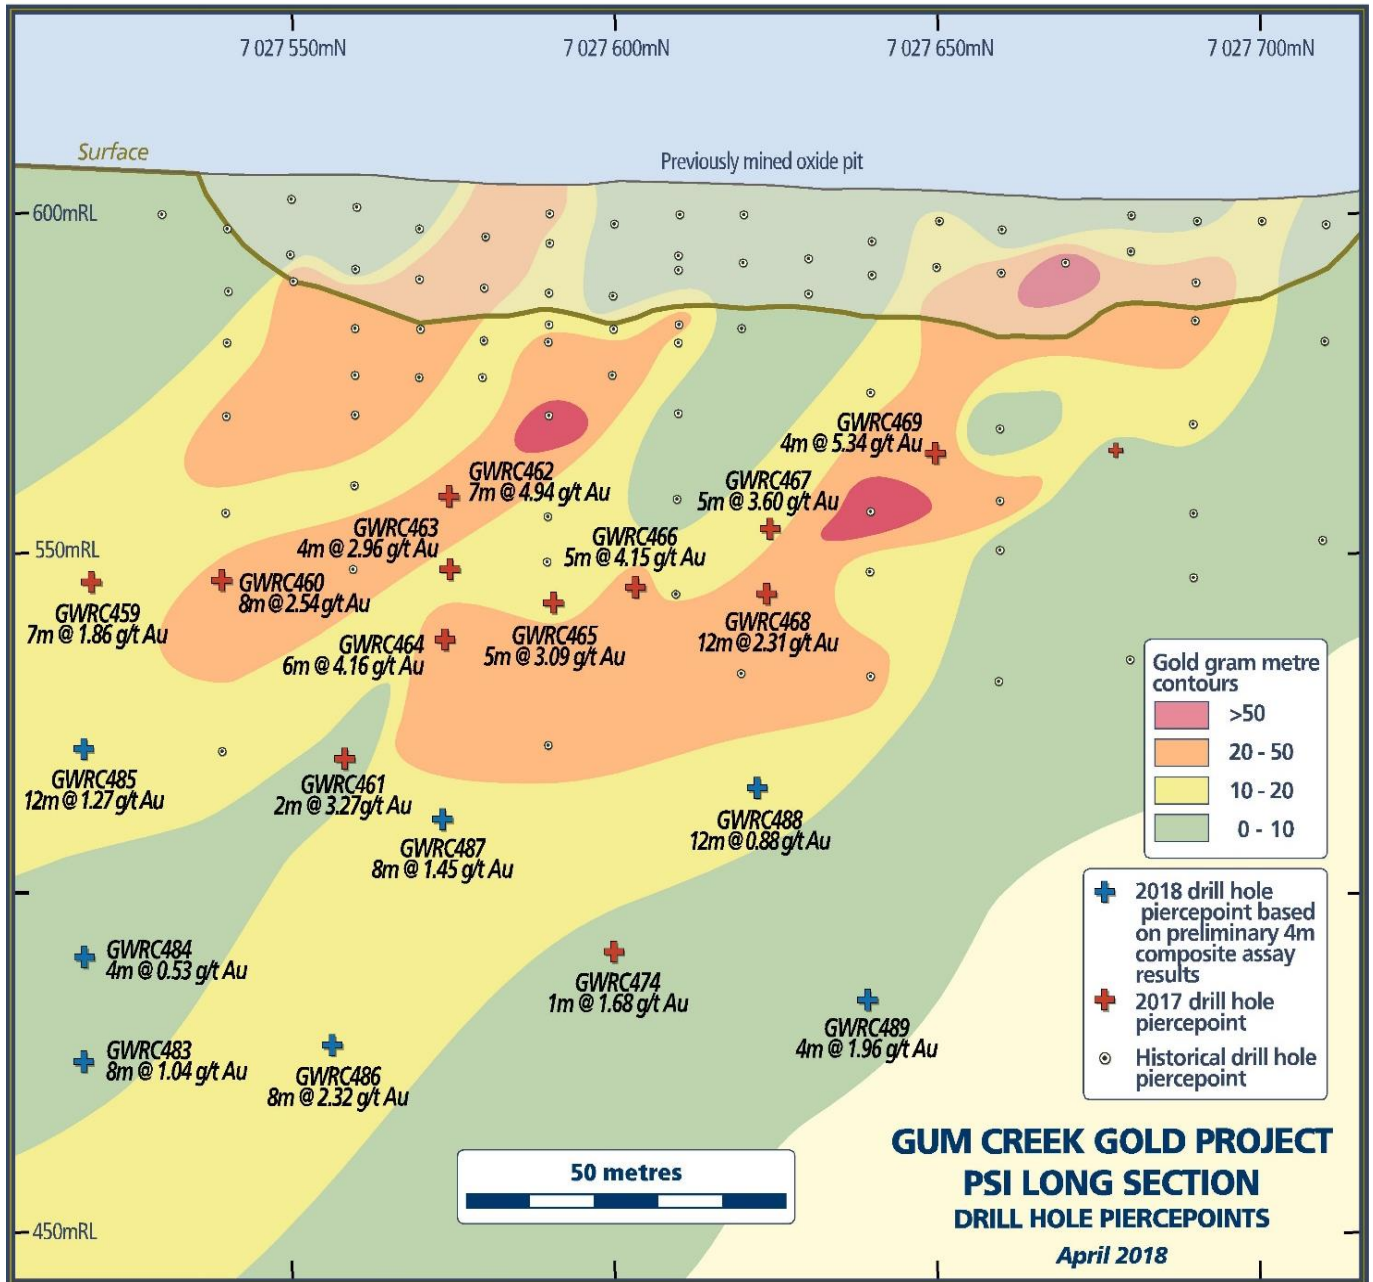 7 027 550mN
7 027 600mN
7 027 650mN
7 027 700mN
Surface
Previously mined oxide pit
600mRL
GWRC469
4m @ 5.34 g/t Au
GWRC462
7m @ 4.94 g/t Au
GWRC467
5m @ 3.60 g/t Au
GWRC463
4m @ 2.96 g/t Au
GWRC466
5m @ 4.15 g/t Au
550mRL
GWRC460
8m @ 2.54 g/t Au
GWRC459
7m @ 1.86 g/t Au
GWRC464
6m @ 4.16 g/t Au
GWRC465
5m @ 3.09 g/t Au
GWRC468
12m @ 2.31 g/t Au
Gold gram metre
contours
>50
20 - 50
10 - 20
0 - 10
GWRC485
12m @ 1.27 g/t Au
GWRC461
2m @ 3.27g/t Au
GWRC487
8m @ 1.45 g/t Au
GWRC488
12m @ 0.88 g/t Au
2018 drill hole
piercepoint based
on preliminary 4m
composite assay
results
2017 drill hole
piercepoint
Historical drill hole
piercepoint
GWRC484
4m @ 0.53 g/t Au
GWRC474
1m @ 1.68 g/t Au
GWRC489
4m @ 1.96 g/t Au
GWRC483
8m @ 1.04 g/t Au
GWRC486
8m @ 2.32 g/t Au
50 metres
450mRL
GUM CREEK GOLD PROJECT
PSI LONG SECTION
DRILL HOLE PIERCEPOINTS
April 2018